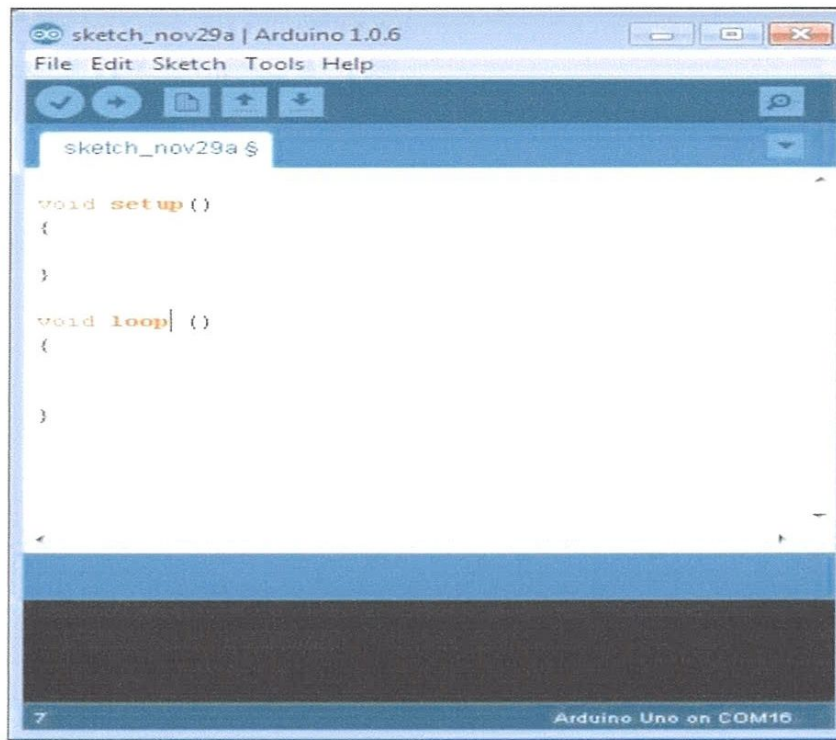 sketch_nov29a | Arduino 1.0.6
File Edit Sketch Tools Help
sketch_nov29a §
void setup()
{
}
void loop ()
{
}
7 Arduino Uno on COM16